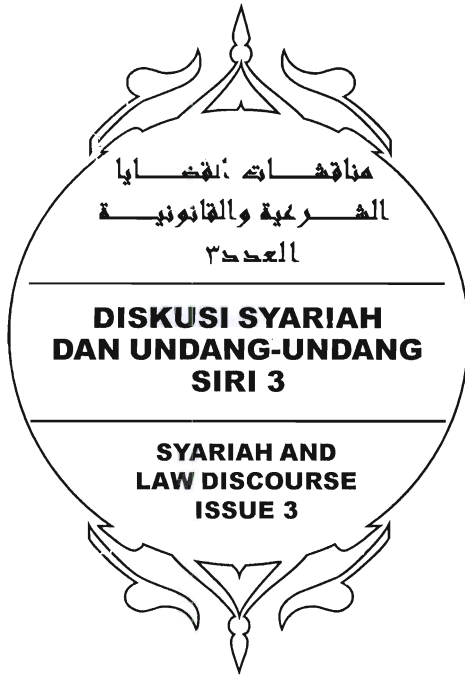 مناقشات القضايا
الشرعية والقانونية
العدد٣
DISKUSI SYARIAH
DAN UNDANG-UNDANG
SIRI 3
SYARIAH AND
LAW DISCOURSE
ISSUE 3